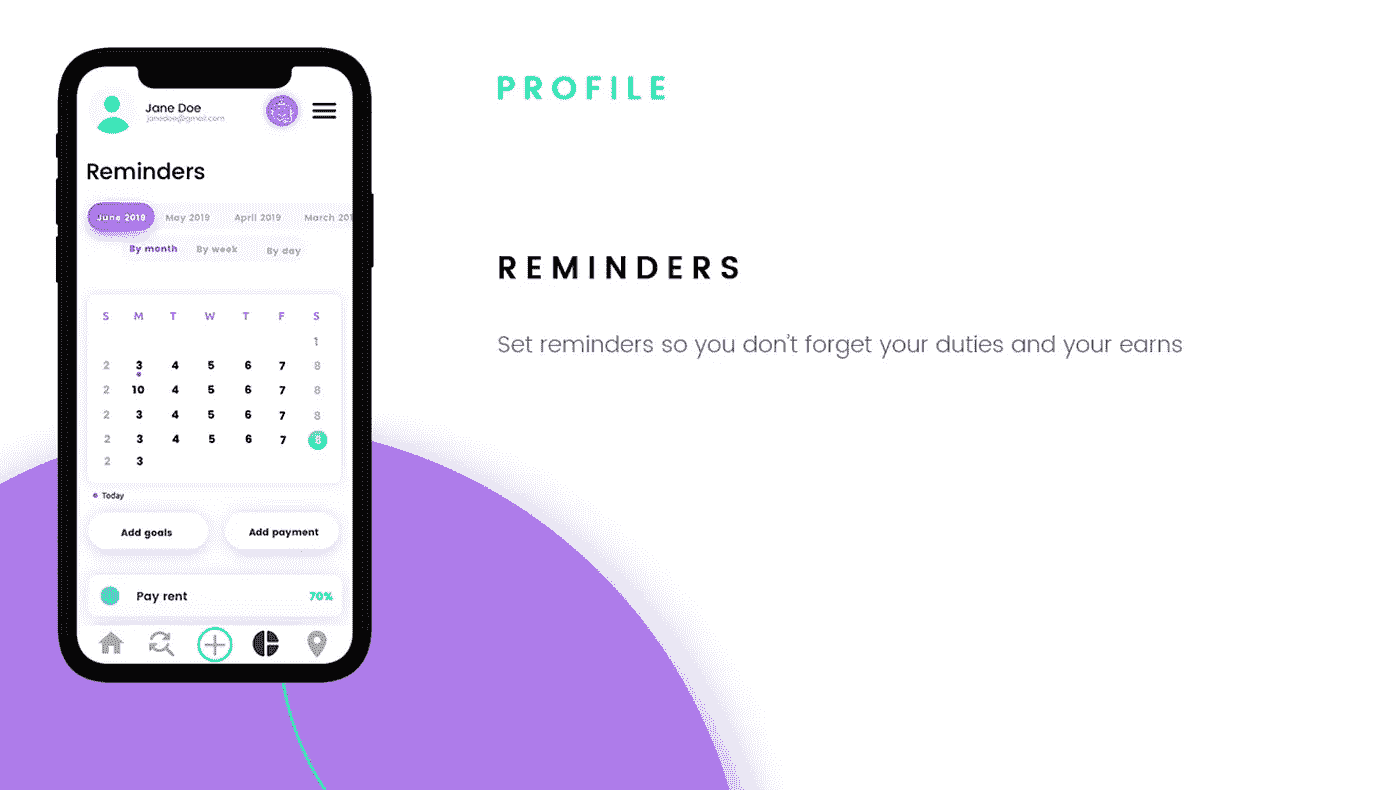 Jane Doe
janedoe@gmail.com
Reminders
June 2019 May 2019 April 2019 March 201
By month By week By day
S M T W T F S
1
2 3 4 5 6 7 8
2 10 4 5 6 7 8
2 3 4 5 6 7 8
2 3 4 5 6 7 8
2 3
Today
Add goals Add payment
Pay rent 70%
PROFILE
REMINDERS
Set reminders so you don't forget your duties and your earns